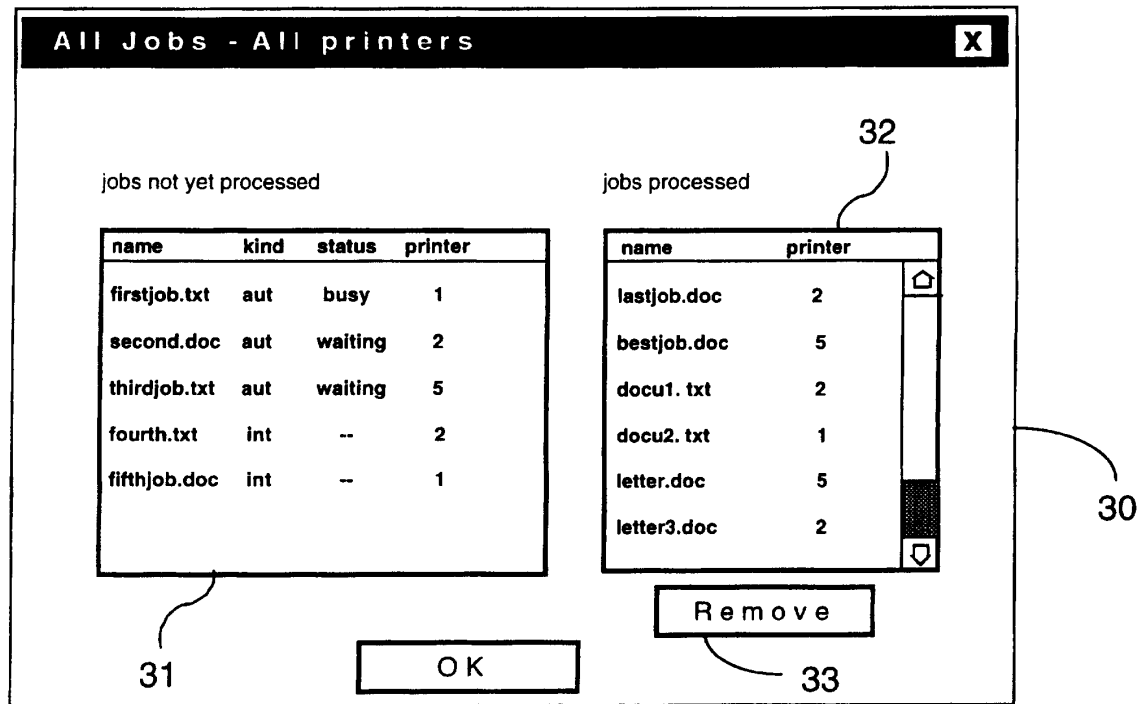 All Jobs - All printers X
32
jobs not yet processed
name kind status printer
firstjob.txt aut busy 1
second.doc aut waiting 2
thirdjob.txt aut waiting 5
fourth.txt int -- 2
fifthjob.doc int -- 1
jobs processed
name printer
lastjob.doc 2
bestjob.doc 5
docu1. txt 2
docu2. txt 1
letter.doc 5
letter3.doc 2
30
Remove
31
OK
33